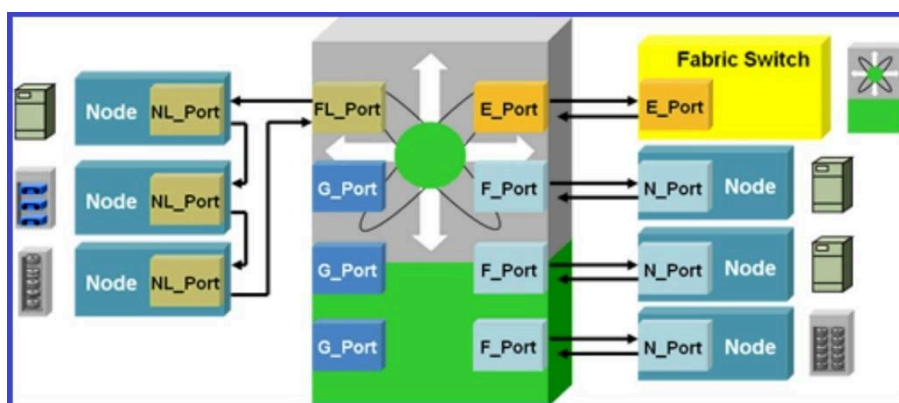 Fabric Switch
Node NL_Port
FL_Port
E_Port
E_Port
Node NL_Port
G_Port
F_Port
N_Port Node
Node NL_Port
G_Port
F_Port
N_Port Node
G_Port
F_Port
N_Port Node